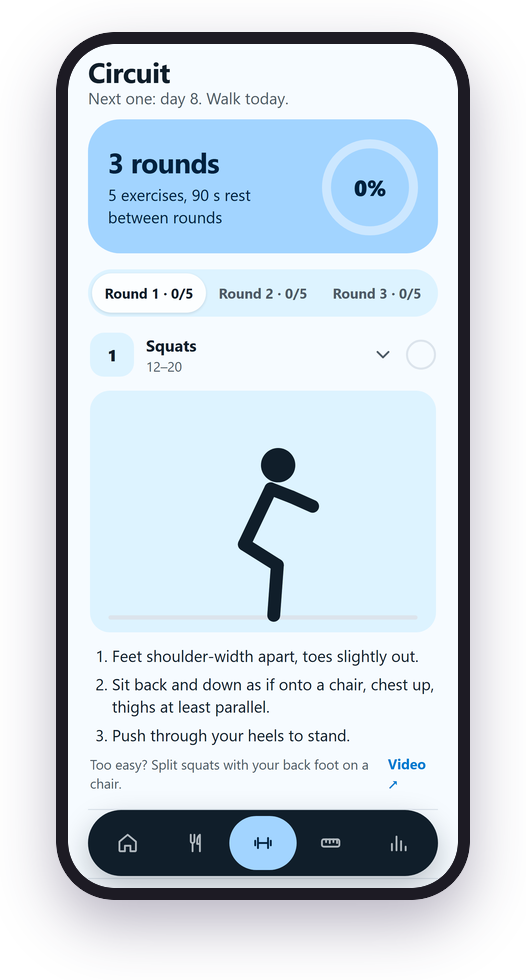 Circuit
Next one: day 8. Walk today.
3 rounds
5 exercises, 90 s rest
between rounds
0%
Round 1 · 0/5
Round 2 · 0/5
Round 3 · 0/5
1
Squats
12–20
1. Feet shoulder-width apart, toes slightly out.
2. Sit back and down as if onto a chair, chest up,
thighs at least parallel.
3. Push through your heels to stand.
Too easy? Split squats with your back foot on a
chair.
Video
↗